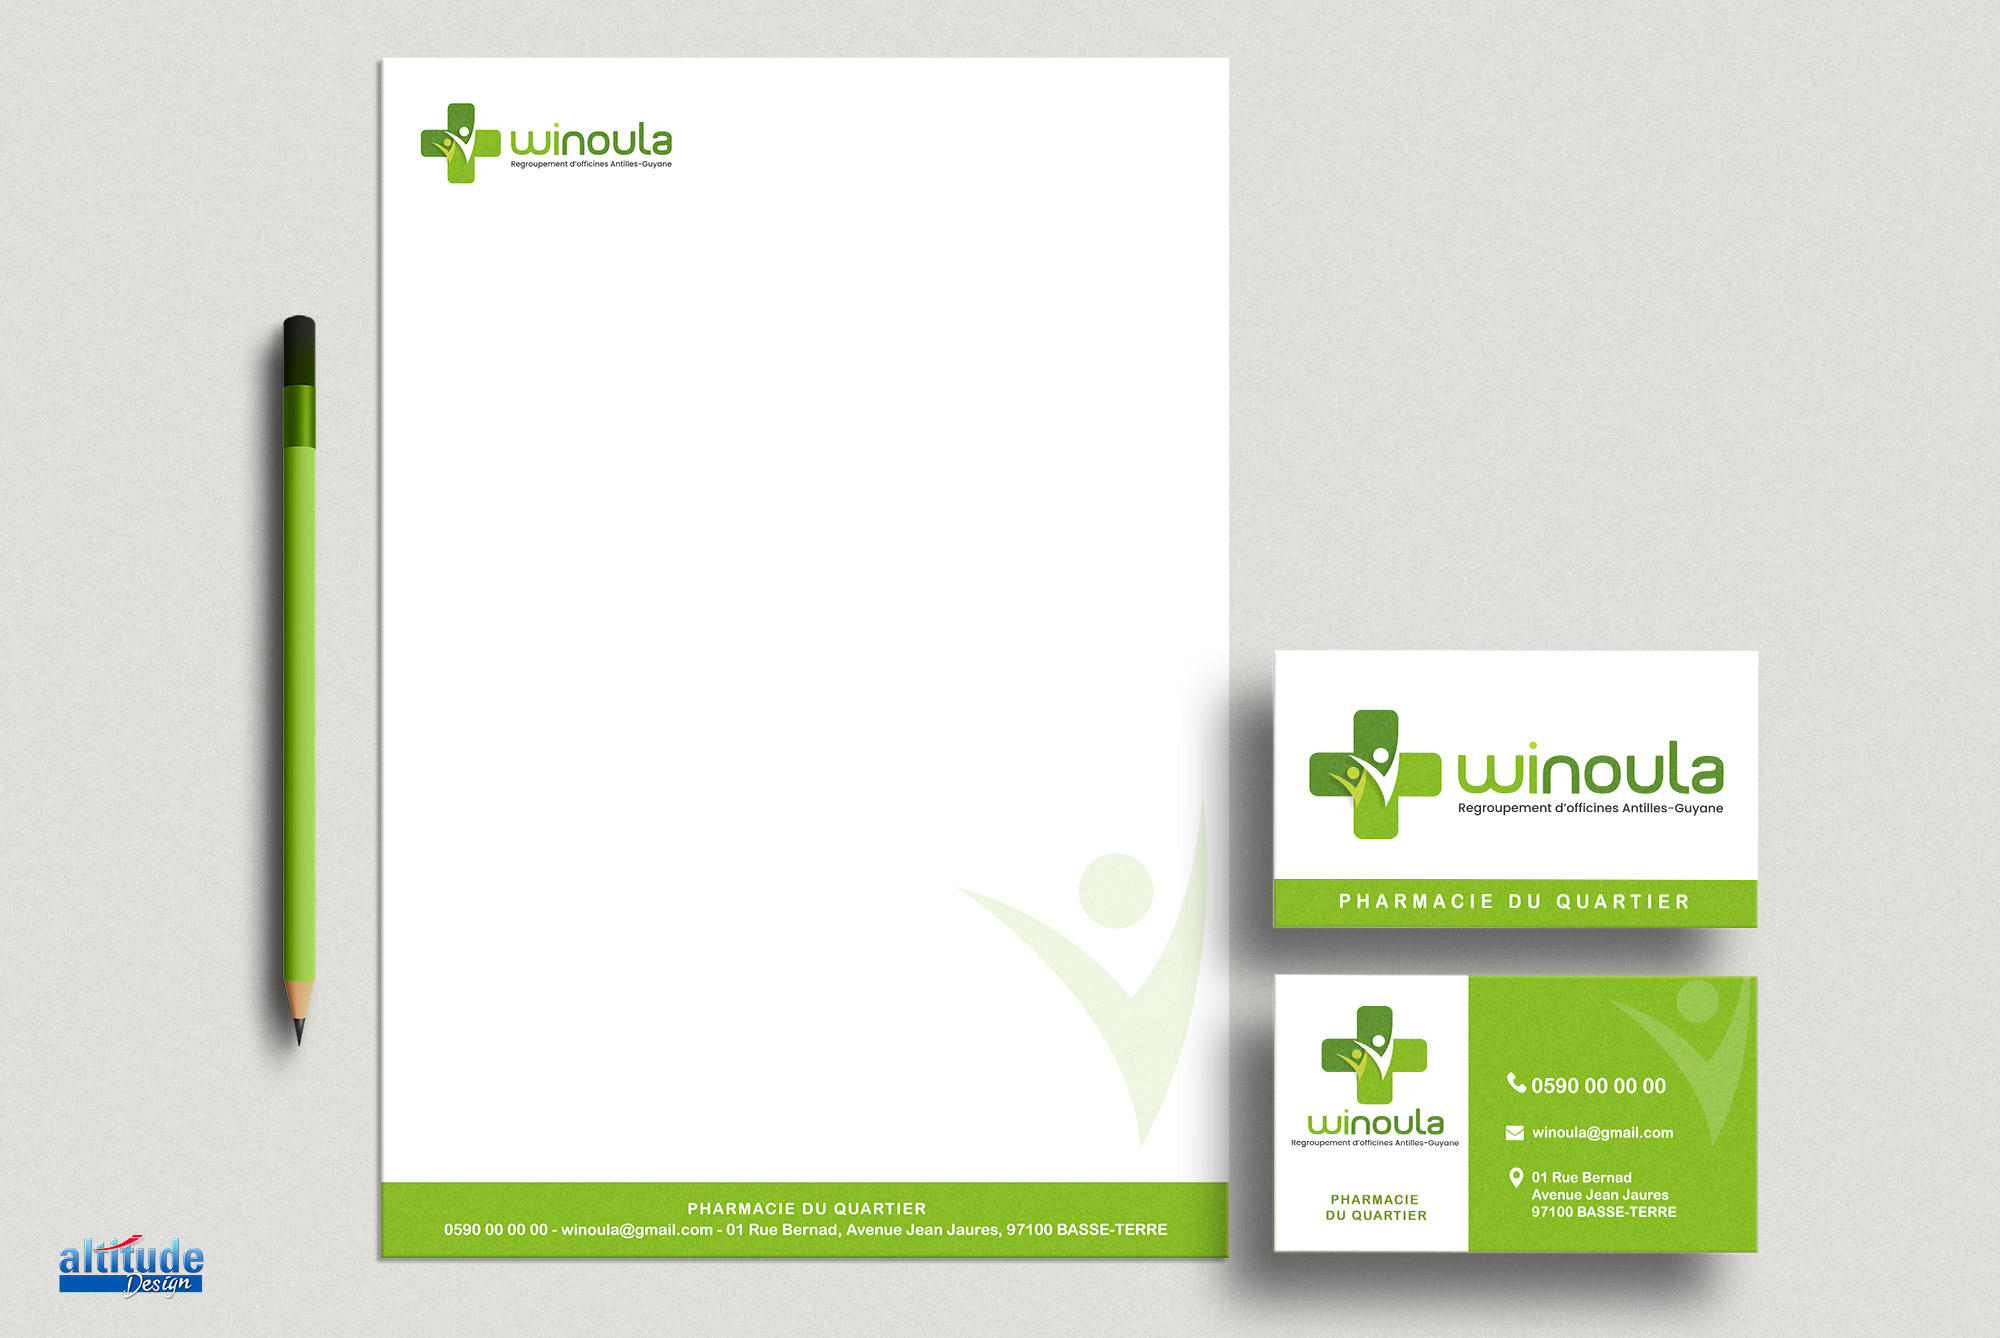 winoula
Regroupement d'officines Antilles-Guyane
PHARMACIE DU QUARTIER
0590 00 00 00 - winoula@gmail.com - 01 Rue Bernad, Avenue Jean Jaures, 97100 BASSE-TERRE
winoula
Regroupement d'officines Antilles-Guyane
PHARMACIE DU QUARTIER
winoula
Regroupement d'officines Antilles-Guyane
PHARMACIE
DU QUARTIER
0590 00 00 00
winoula@gmail.com
01 Rue Bernad
Avenue Jean Jaures
97100 BASSE-TERRE
altitude
Design